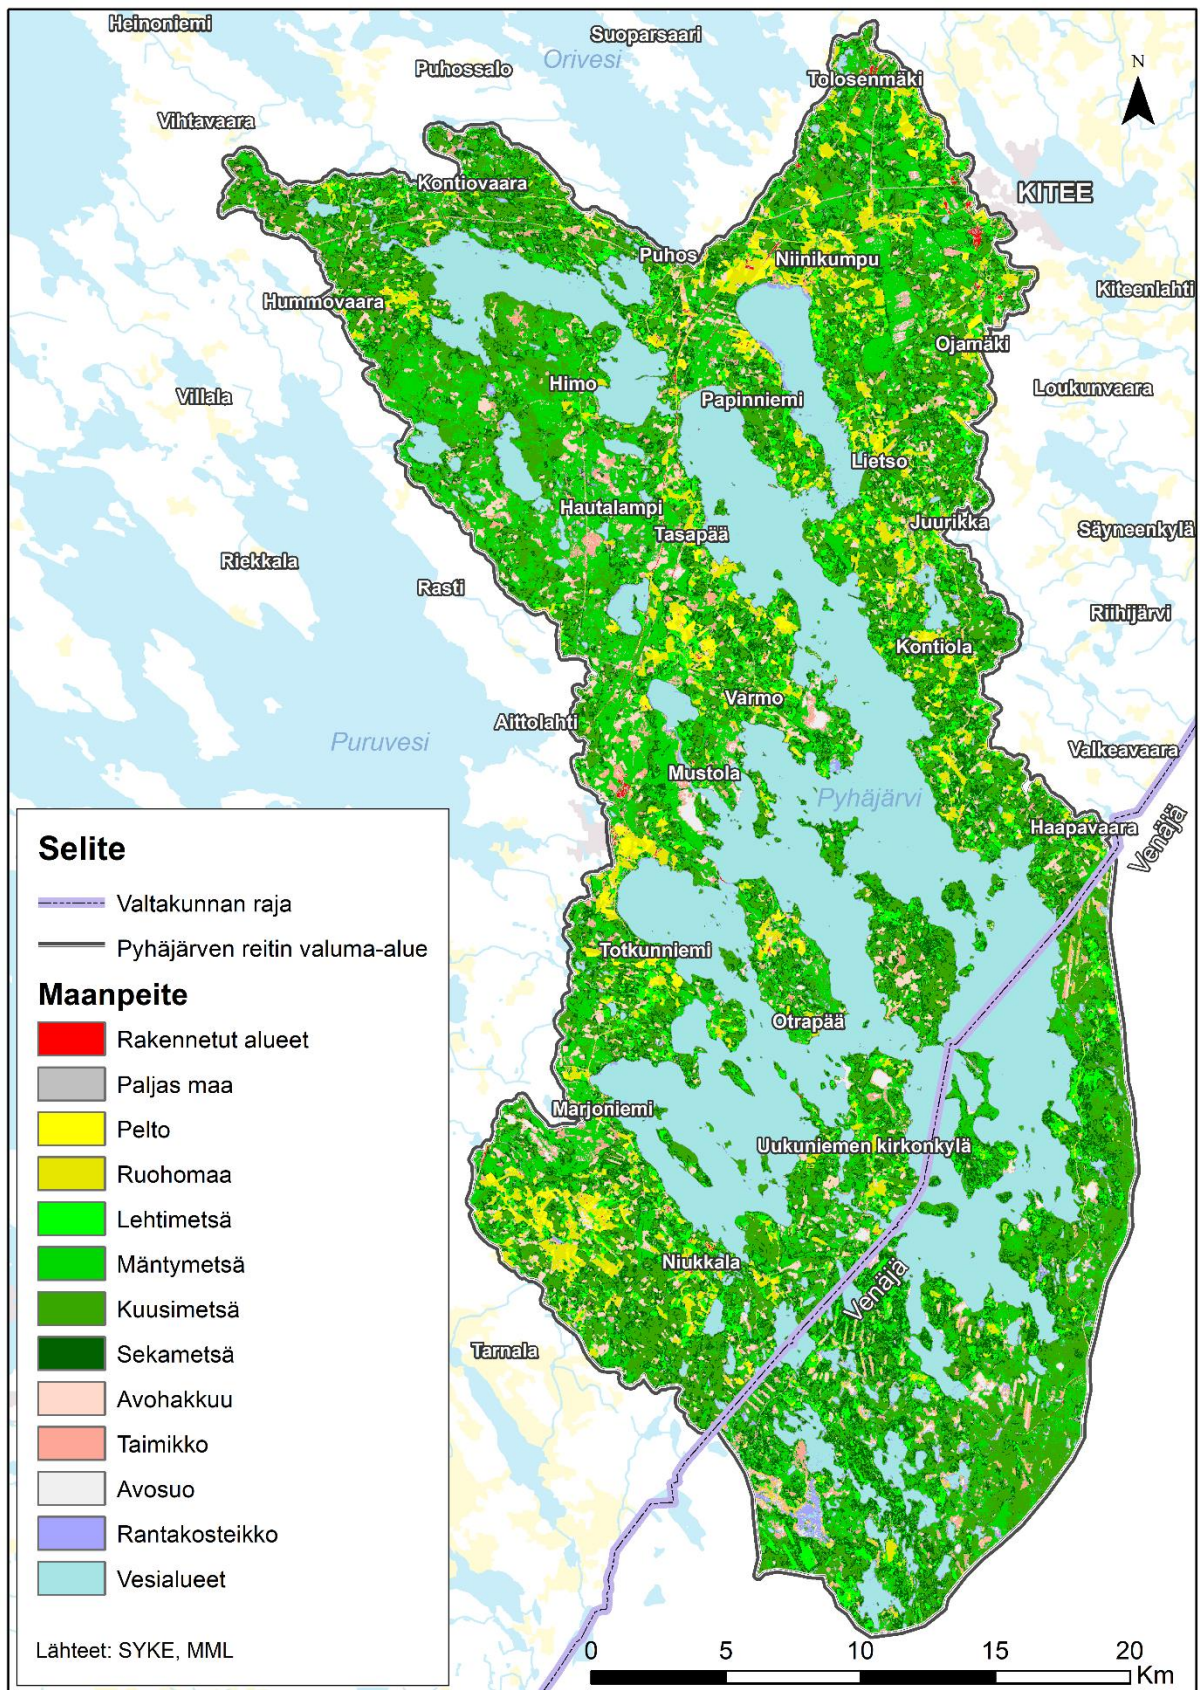 Heinoniemi
Suoparsaari
Orivesi
Puhossalo
Tolosenmäki
N
Vihtavaara
Kontiovaara
KITEE
Puhos
Niinikumpu
Kiteenlahti
Hummovaara
Ojamäki
Himo
Loukunvaara
Villala
Papinniemi
Lietso
Hautalampi
Juurikka
Tasapää
Säyneenkylä
Riekkala
Rasti
Riihijärvi
Kontiola
Varmo
Aittolahti
Puruvesi
Valkeavaara
Mustola
Pyhäjärvi
Haapavaara
Venäjä
Totkunniemi
Otrapää
Marjoniemi
Uukuniemen kirkonkylä
Niukkala
Venäjä
Tarnala
Selite
Valtakunnan raja
Pyhäjärven reitin valuma-alue
Maanpeite
Rakennetut alueet
Paljas maa
Pelto
Ruohomaa
Lehtimetsä
Mäntymetsä
Kuusimetsä
Sekametsä
Avohakkuu
Taimikko
Avosuo
Rantakosteikko
Vesialueet
Lähteet: SYKE, MML
0 5 10 15 20
Km